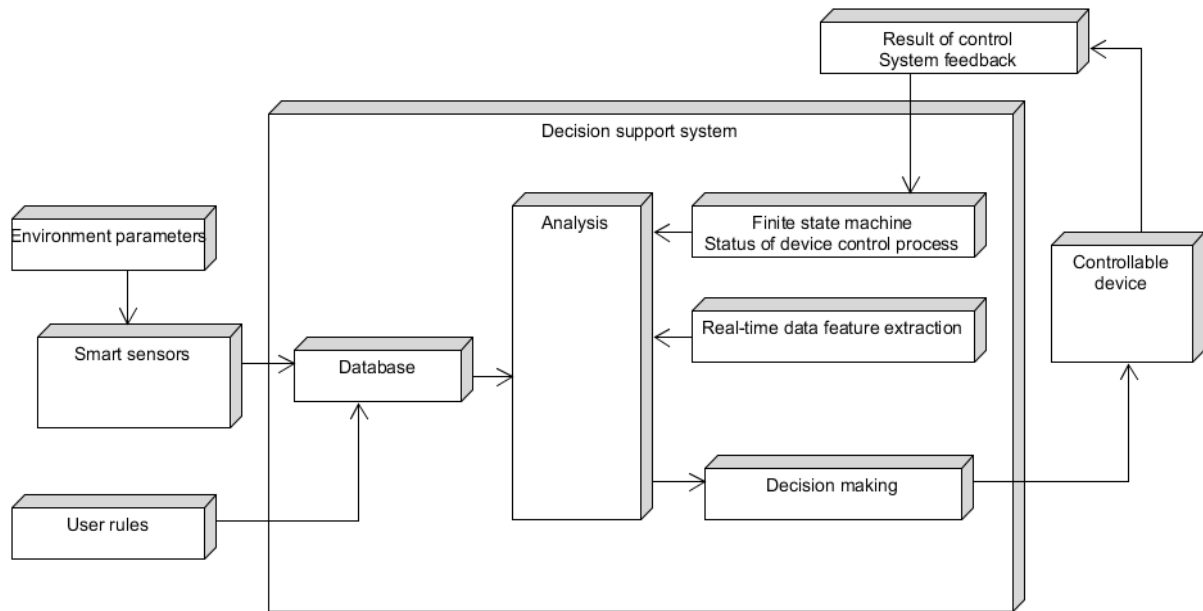 Result of control
System feedback
Decision support system
Environment parameters
Analysis
Finite state machine
Status of device control process
Controllable
device
Real-time data feature extraction
Smart sensors
Database
Decision making
User rules